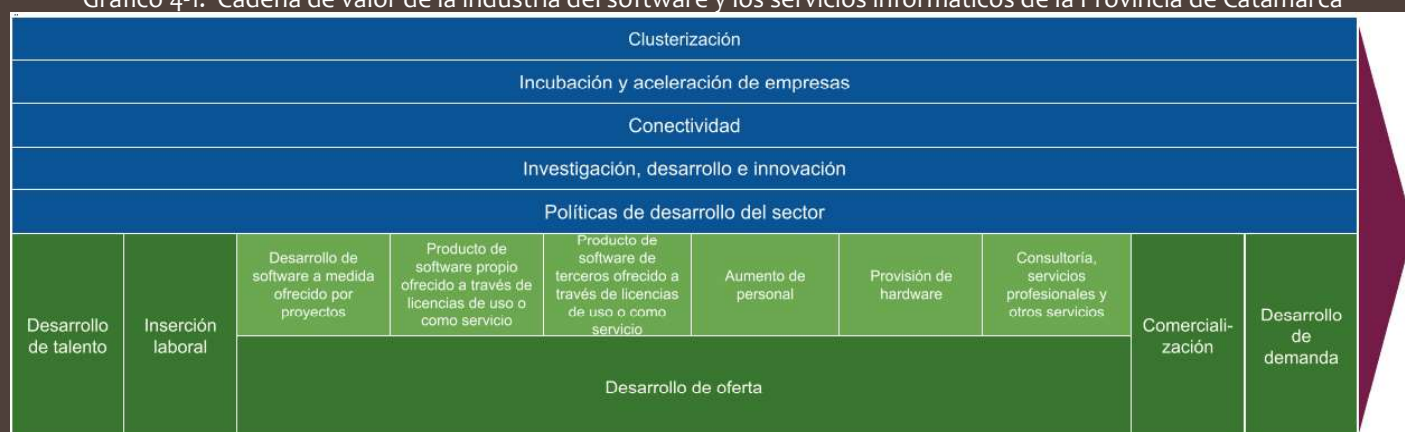 Gráfico 4-1. Cadena de valor de la industria del software y los servicios informáticos de la Provincia de Catamarca
Clusterización
Incubación y aceleración de empresas
Conectividad
Investigación, desarrollo e innovación
Políticas de desarrollo del sector
Desarrollo
de talento
Inserción
laboral
Desarrollo de
software a medida
ofrecido por
proyectos
Producto de
software propio
ofrecido a través de
licencias de uso o
como servicio
Producto de
software de
terceros ofrecido a
través de licencias
de uso o como
servicio
Aumento de
personal
Provisión de
hardware
Consultoría,
servicios
profesionales y
otros servicios
Desarrollo de oferta
Comerciali-
zación
Desarrollo
de
demanda